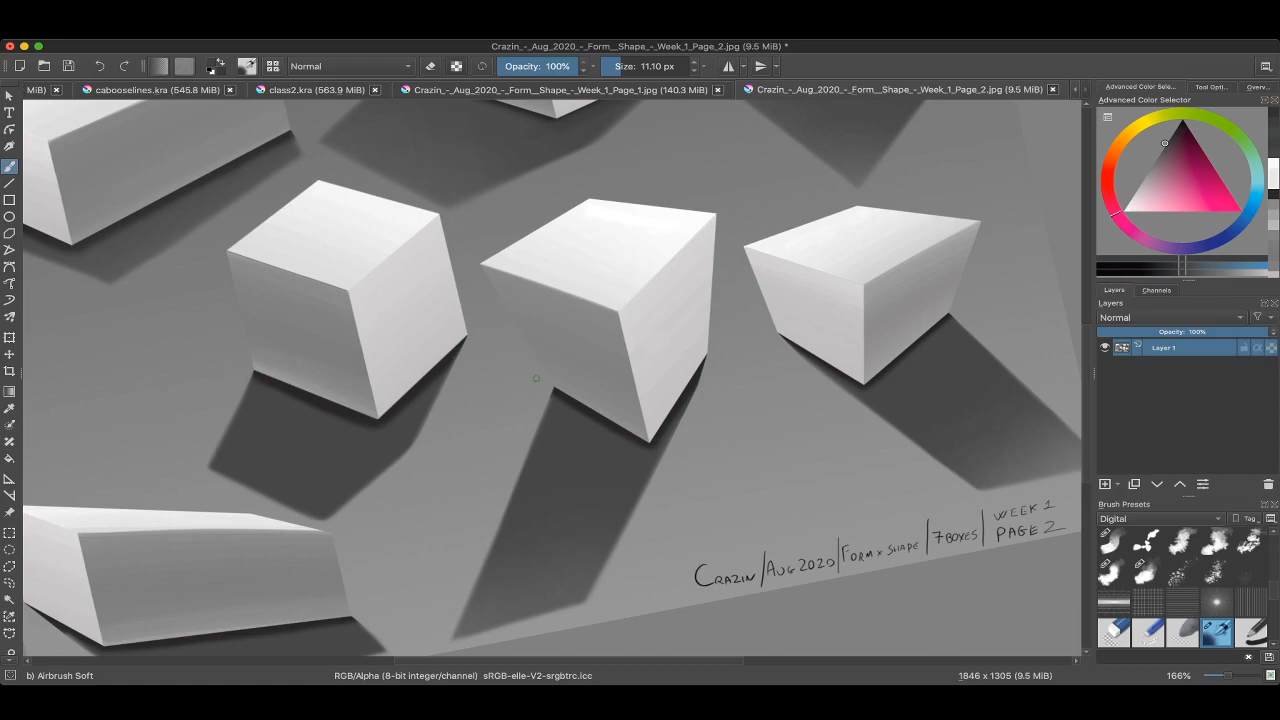 Crazin_-_Aug_2020_-_Form__Shape_-_Week_1_Page_2.jpg (9.5 MiB) *
Normal
Opacity: 100%
Size: 11.10 px
MiB)
cabooselines.kra (545.8 MiB)
class2.kra (563.9 MiB)
Crazin_-_Aug_2020_-_Form__Shape_-_Week_1_Page_1.jpg (140.3 MiB)
Crazin_-_Aug_2020_-_Form__Shape_-_Week_1_Page_2.jpg (9.5 MiB)
Advanced Color Sele...
Tool Opti...
Overv...
Advanced Color Selector
Layers
Channels
Layers
Normal
Opacity: 100%
Layer 1
Brush Presets
Digital
Tag
CRAZIN/AUG 2020/FORM x SHAPE/7 BOXES/WEEK 1
PAGE 2
b) Airbrush Soft
RGB/Alpha (8-bit integer/channel) sRGB-elle-V2-srgbtrc.icc
1846 x 1305 (9.5 MiB)
166%